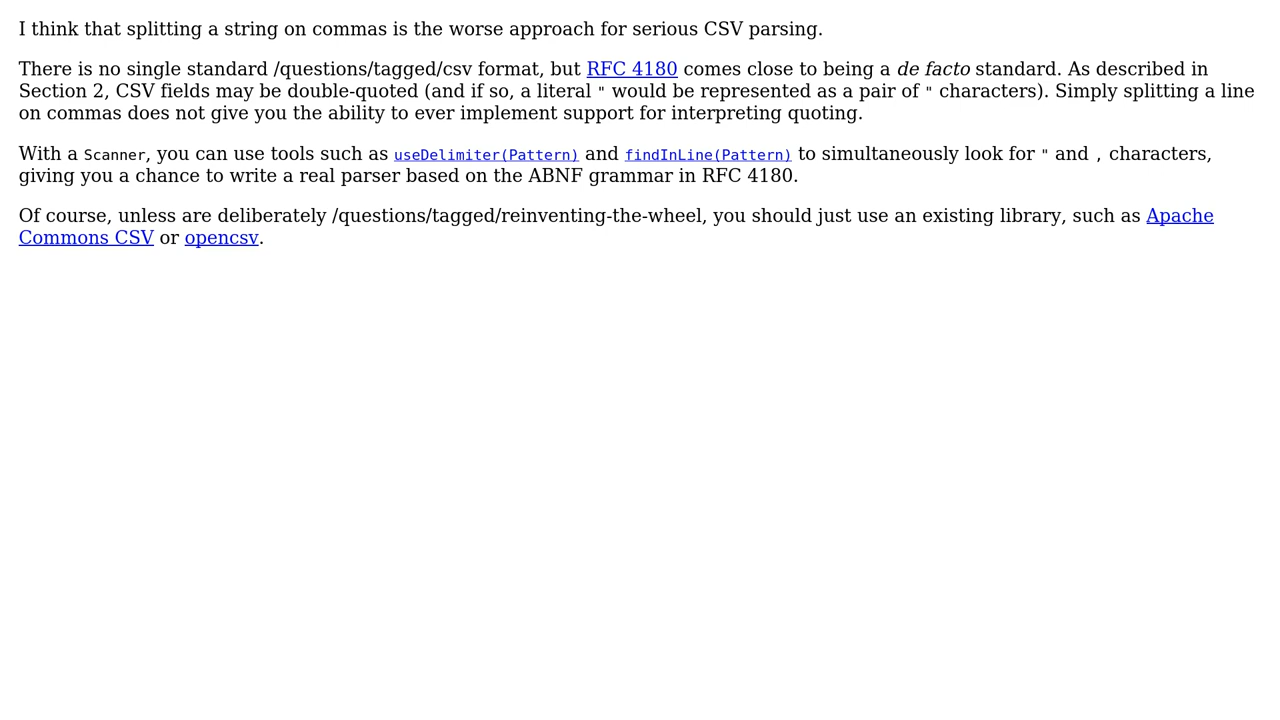 I think that splitting a string on commas is the worse approach for serious CSV parsing.
There is no single standard /questions/tagged/csv format, but RFC 4180 comes close to being a de facto standard. As described in
Section 2, CSV fields may be double-quoted (and if so, a literal " would be represented as a pair of " characters). Simply splitting a line
on commas does not give you the ability to ever implement support for interpreting quoting.
With a Scanner, you can use tools such as useDelimiter(Pattern) and findInLine(Pattern) to simultaneously look for " and , characters,
giving you a chance to write a real parser based on the ABNF grammar in RFC 4180.
Of course, unless are deliberately /questions/tagged/reinventing-the-wheel, you should just use an existing library, such as Apache
Commons CSV or opencsv.